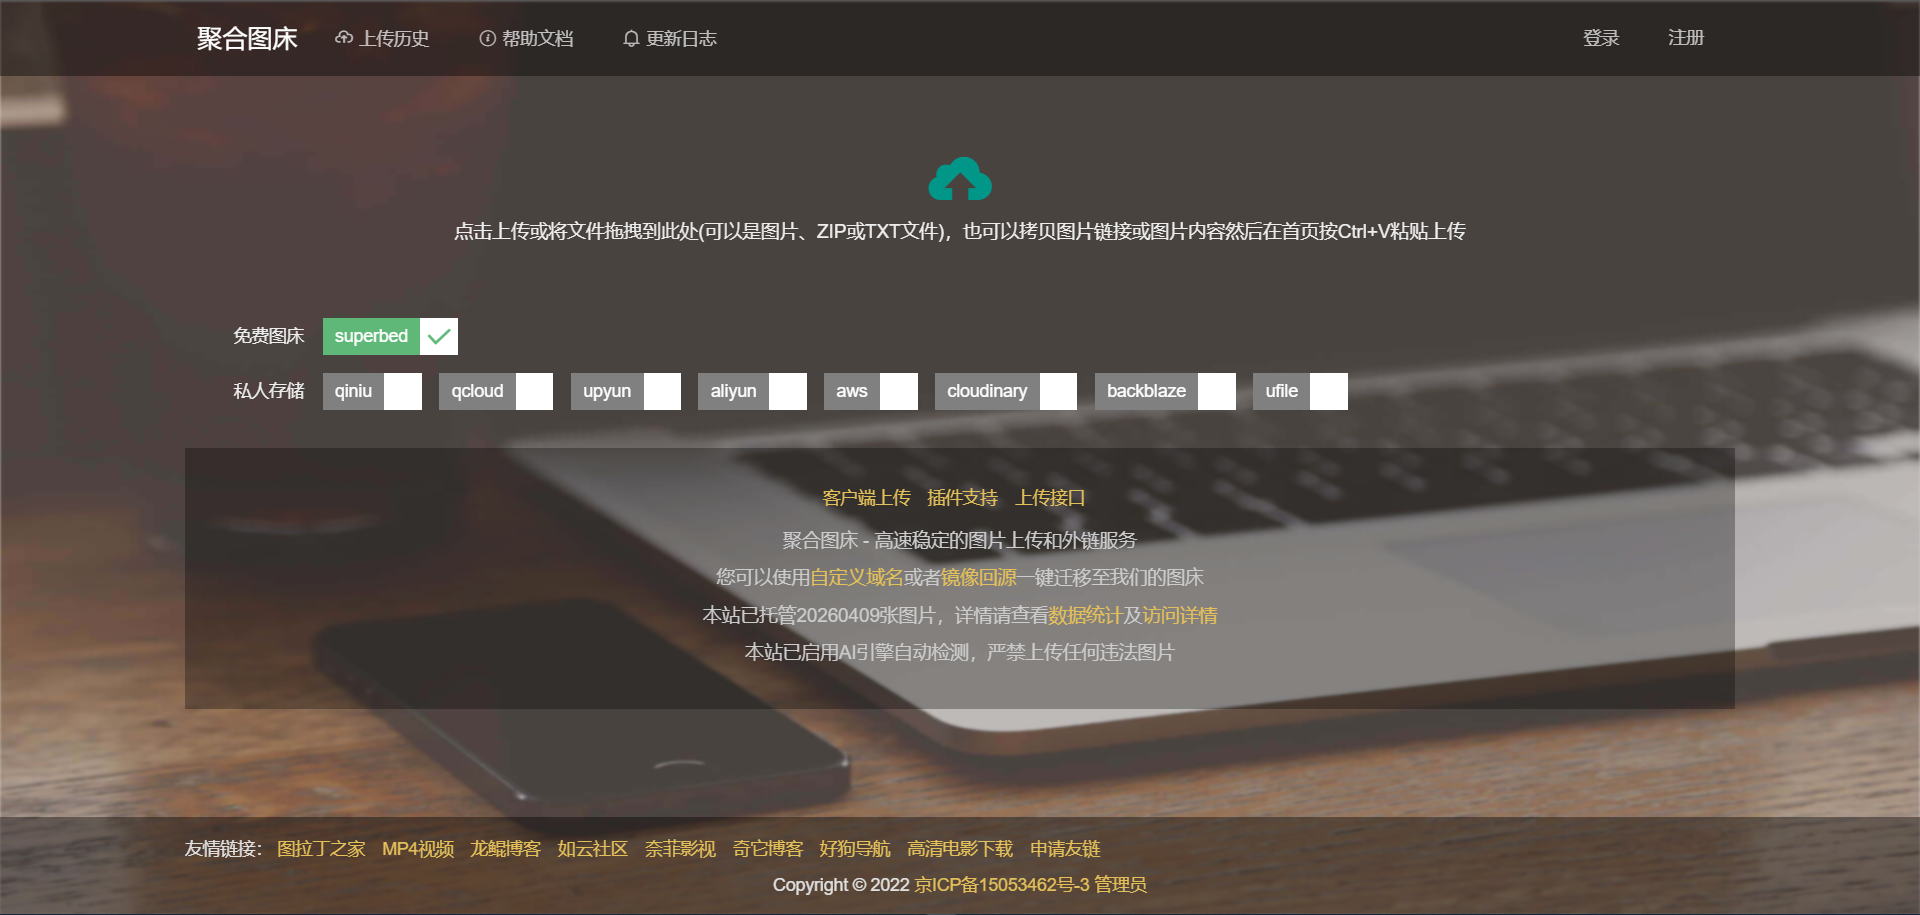 聚合图床 上传历史 帮助文档 更新日志 登录 注册
点击上传或将文件拖拽到此处(可以是图片、ZIP或TXT文件)，也可以拷贝图片链接或图片内容然后在首页按Ctrl+V粘贴上传
免费图床 superbed
私人存储 qiniu qcloud upyun aliyun aws cloudinary backblaze ufile
客户端上传 插件支持 上传接口
聚合图床 - 高速稳定的图片上传和外链服务
您可以使用自定义域名或者镜像回源一键迁移至我们的图床
本站已托管20260409张图片，详情请查看数据统计及访问详情
本站已启用AI引擎自动检测，严禁上传任何违法图片
友情链接： 图拉丁之家 MP4视频 龙鲲博客 如云社区 奈菲影视 奇它博客 好狗导航 高清电影下载 申请友链
Copyright © 2022 京ICP备15053462号-3 管理员